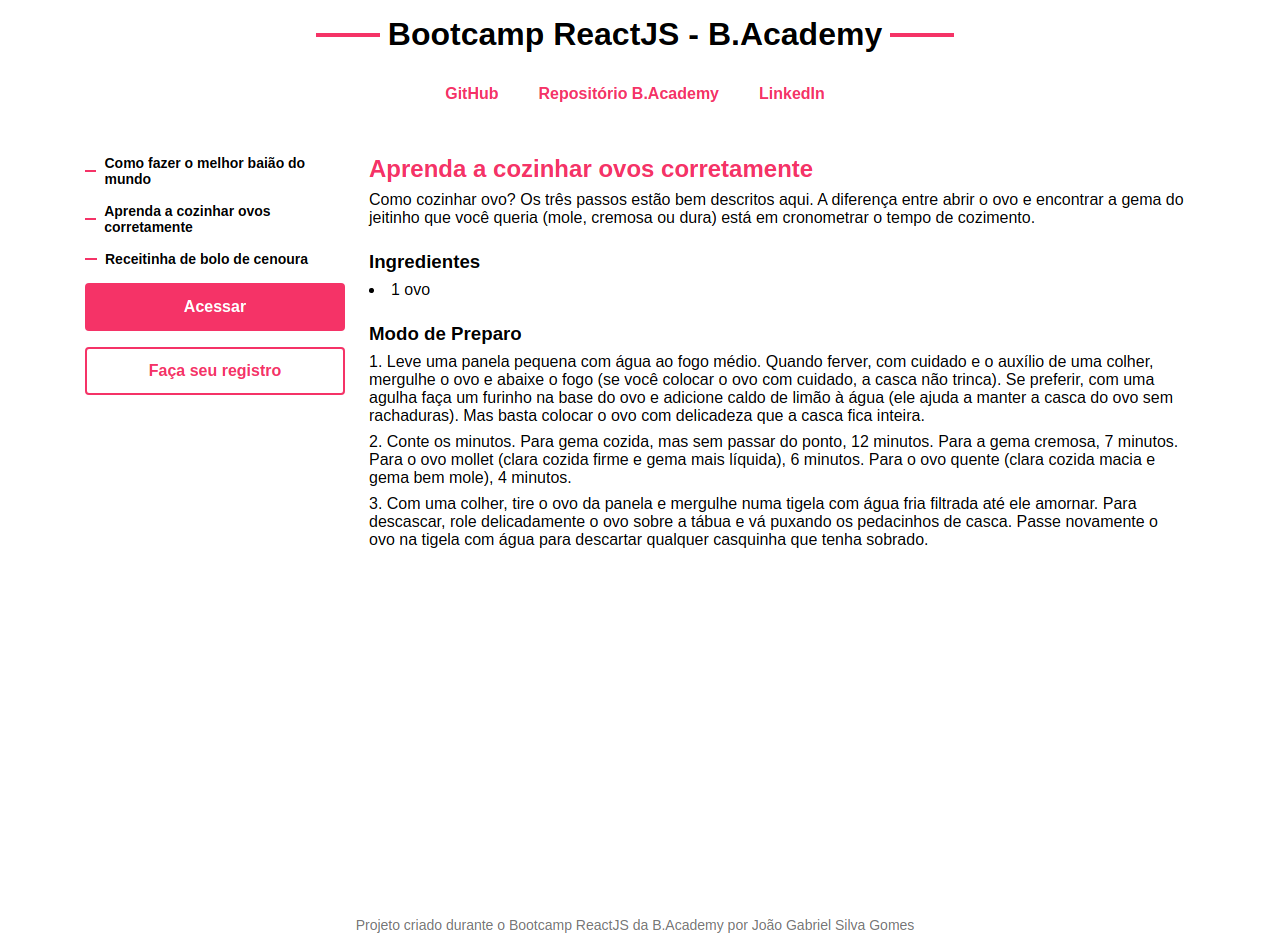 Bootcamp ReactJS - B.Academy
GitHub Repositório B.Academy LinkedIn
Como fazer o melhor baião do
mundo
Aprenda a cozinhar ovos
corretamente
Receitinha de bolo de cenoura
Acessar
Faça seu registro
Aprenda a cozinhar ovos corretamente
Como cozinhar ovo? Os três passos estão bem descritos aqui. A diferença entre abrir o ovo e encontrar a gema do
jeitinho que você queria (mole, cremosa ou dura) está em cronometrar o tempo de cozimento.
Ingredientes
• 1 ovo
Modo de Preparo
1. Leve uma panela pequena com água ao fogo médio. Quando ferver, com cuidado e o auxílio de uma colher,
mergulhe o ovo e abaixe o fogo (se você colocar o ovo com cuidado, a casca não trinca). Se preferir, com uma
agulha faça um furinho na base do ovo e adicione caldo de limão à água (ele ajuda a manter a casca do ovo sem
rachaduras). Mas basta colocar o ovo com delicadeza que a casca fica inteira.
2. Conte os minutos. Para gema cozida, mas sem passar do ponto, 12 minutos. Para a gema cremosa, 7 minutos.
Para o ovo mollet (clara cozida firme e gema mais líquida), 6 minutos. Para o ovo quente (clara cozida macia e
gema bem mole), 4 minutos.
3. Com uma colher, tire o ovo da panela e mergulhe numa tigela com água fria filtrada até ele amornar. Para
descascar, role delicadamente o ovo sobre a tábua e vá puxando os pedacinhos de casca. Passe novamente o
ovo na tigela com água para descartar qualquer casquinha que tenha sobrado.
Projeto criado durante o Bootcamp ReactJS da B.Academy por João Gabriel Silva Gomes